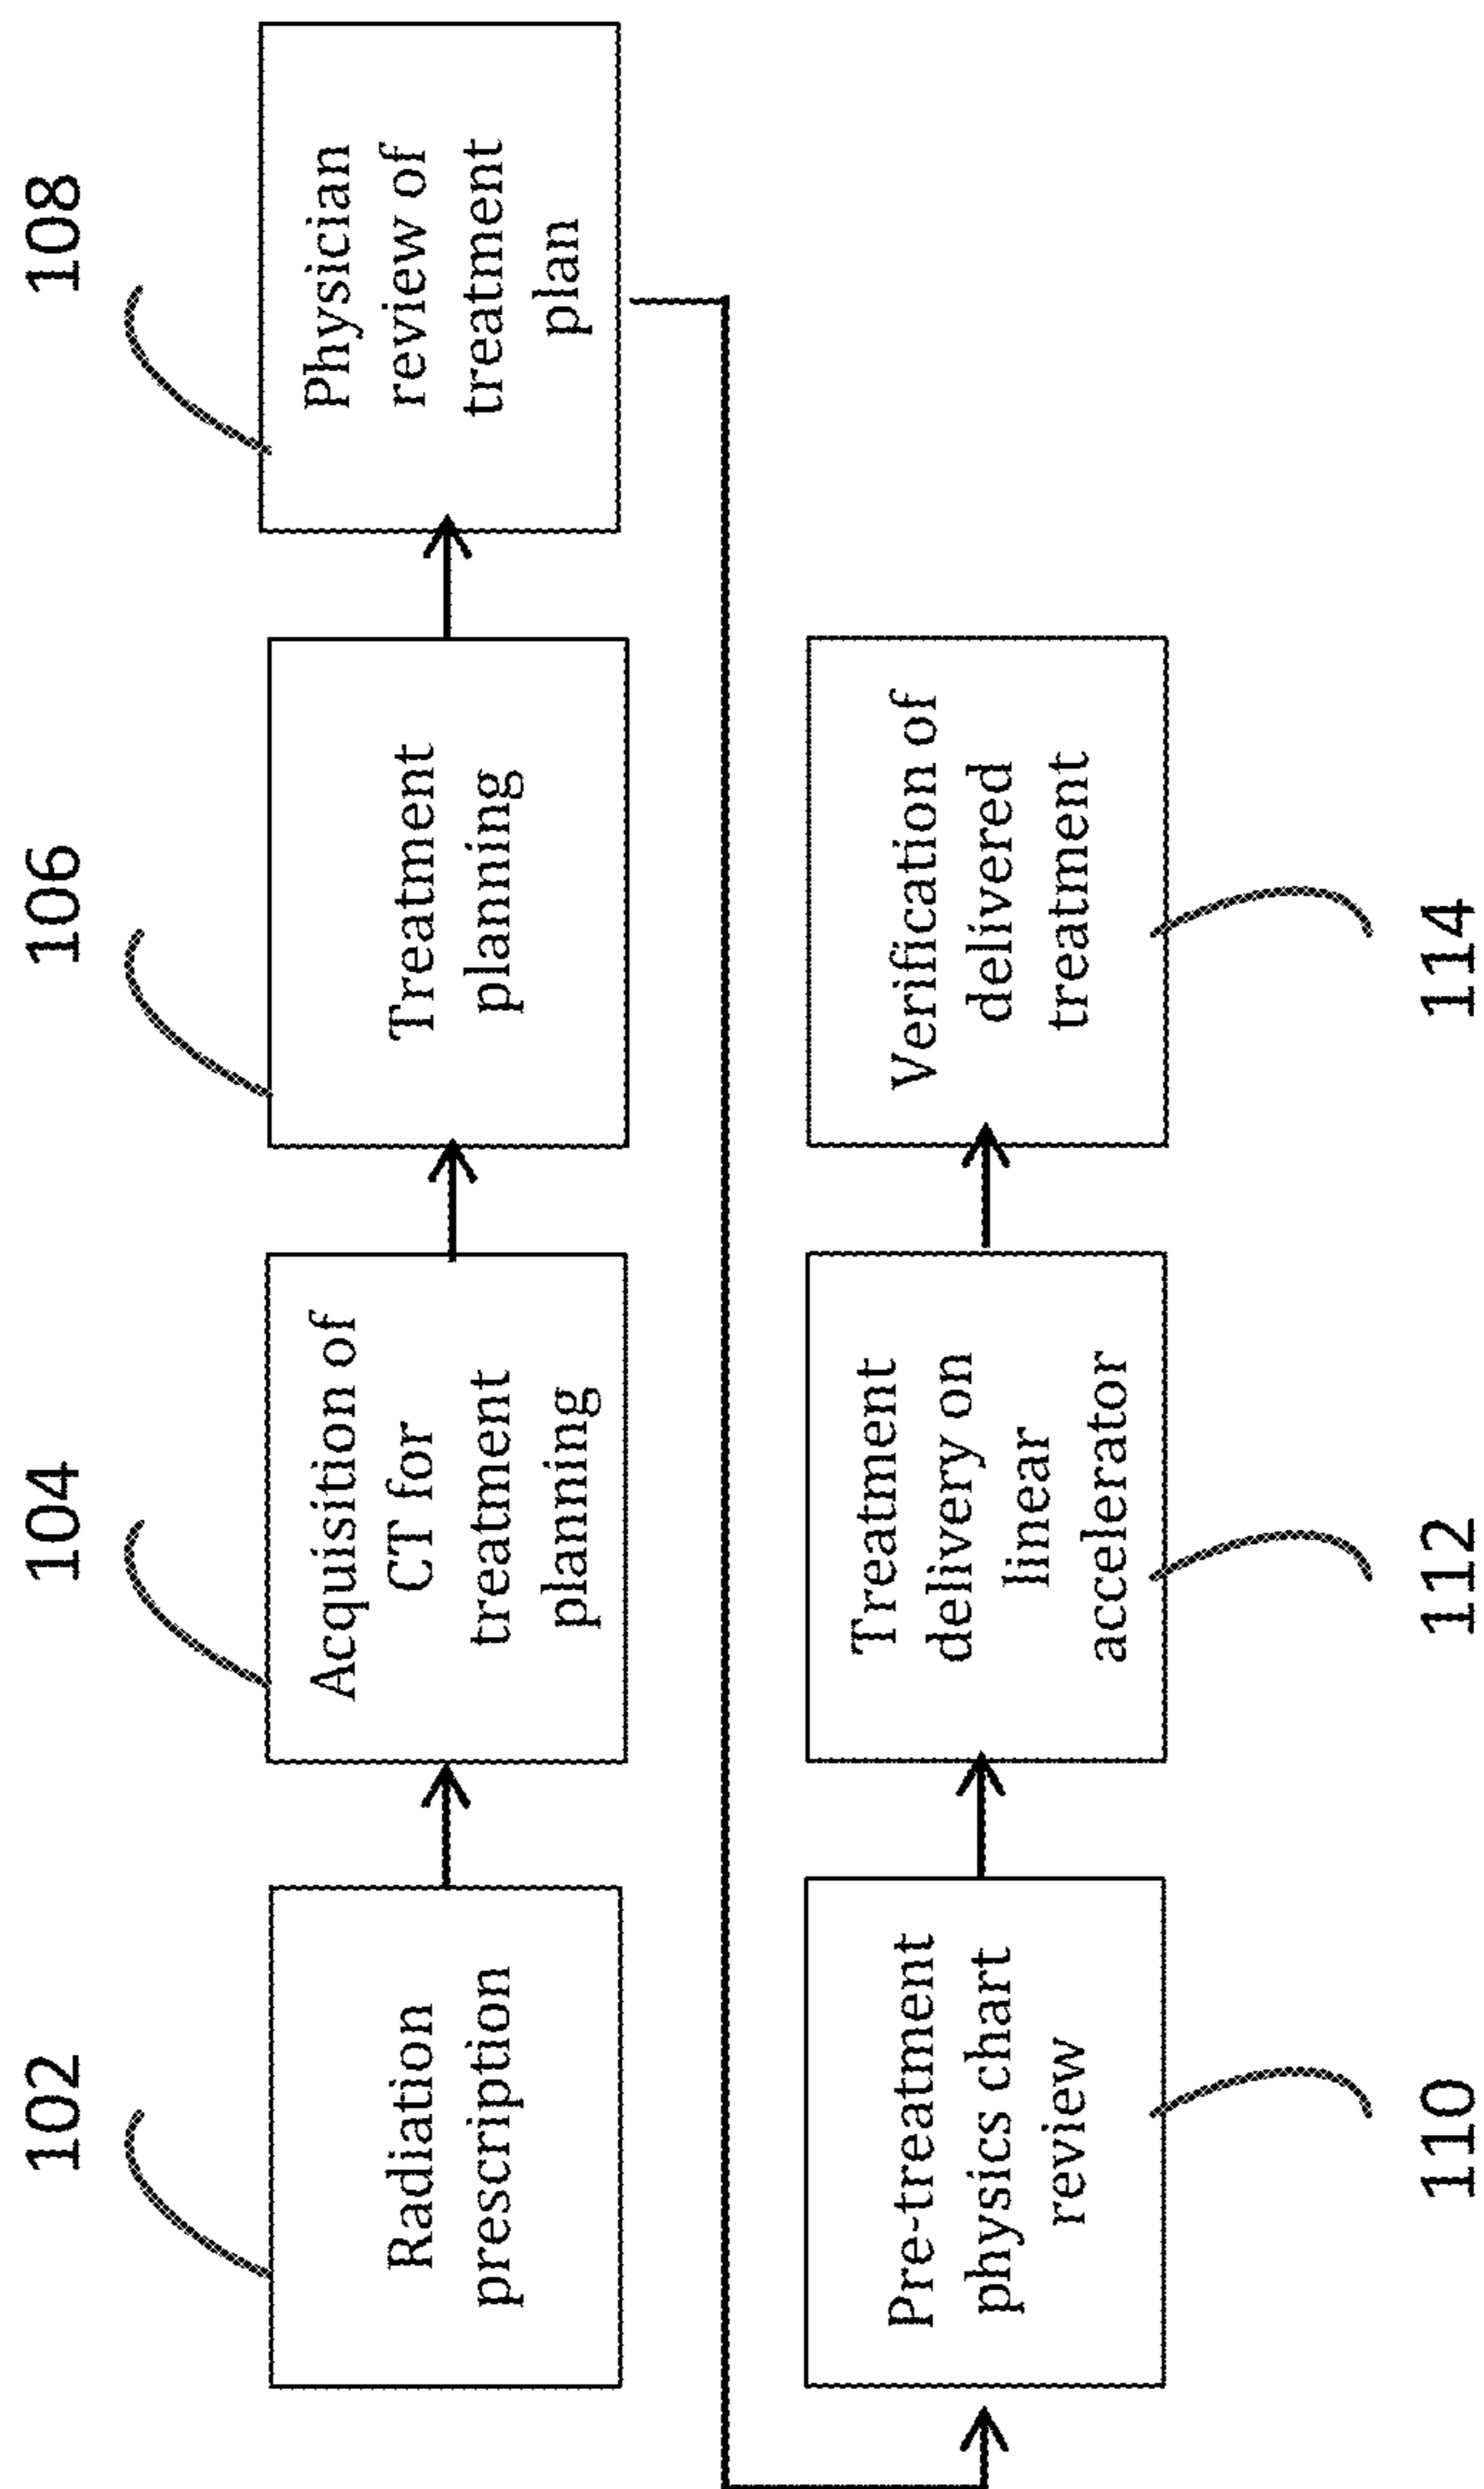 102
104
106
108
Radiation
prescription
Acquisition of
CT for
treatment
planning
Treatment
planning
Physician
review of
treatment
plan
Pre-treatment
physics chart
review
Treatment
delivery on
linear
accelerator
Verification of
delivered
treatment
110
112
114